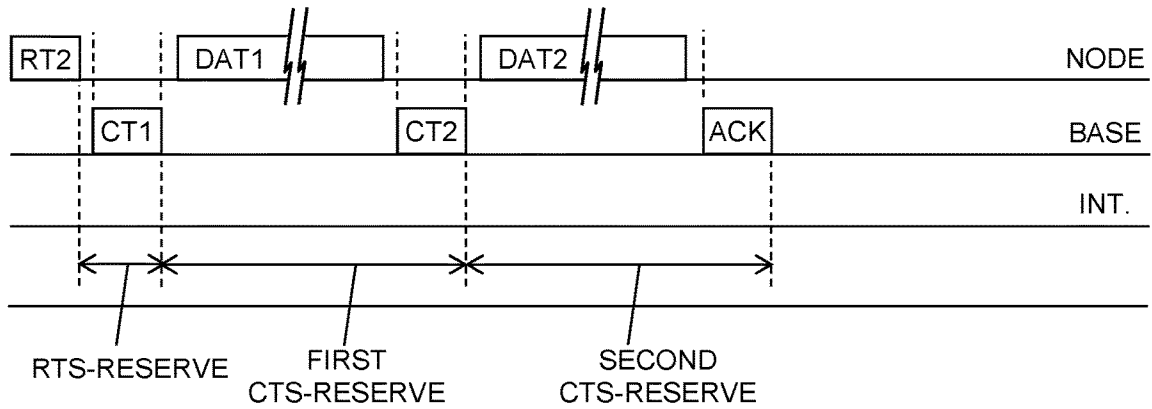 RT2 DAT1 DAT2 NODE
CT1 CT2 ACK BASE
INT.
RTS-RESERVE
FIRST
CTS-RESERVE
SECOND
CTS-RESERVE